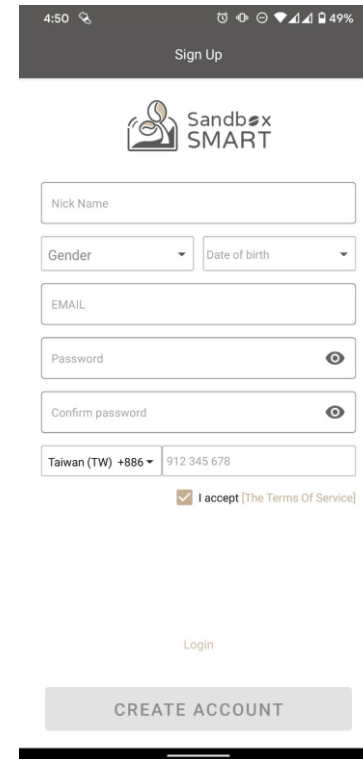 4:50 49%
Sign Up
Sandbox
SMART
Nick Name
Gender Date of birth
EMAIL
Password
Confirm password
Taiwan (TW) +886 912 345 678
I accept [The Terms Of Service]
Login
CREATE ACCOUNT